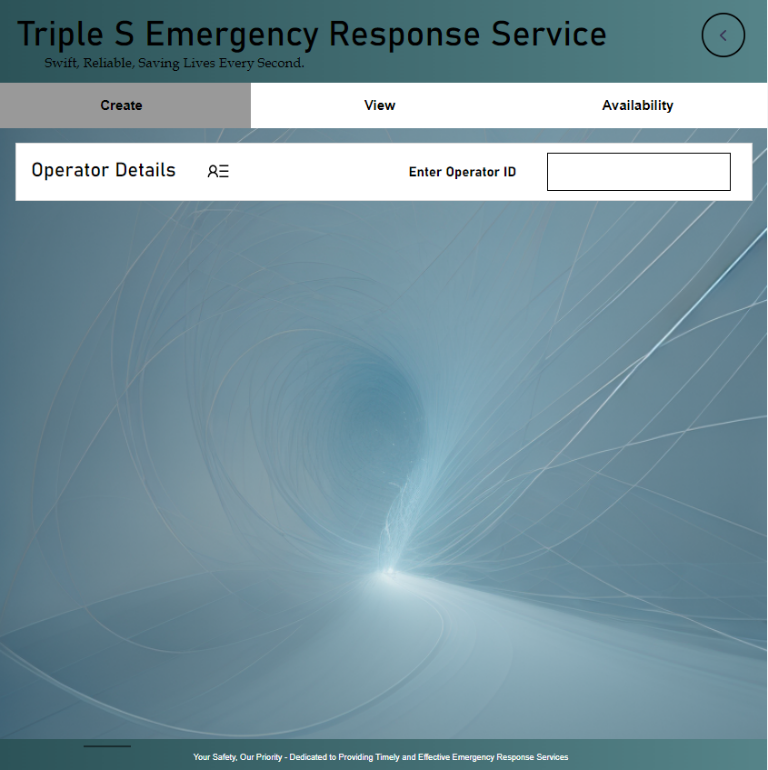 Triple S Emergency Response Service
Swift, Reliable, Saving Lives Every Second.
Create
View
Availability
Operator Details
Enter Operator ID
Your Safety, Our Priority - Dedicated to Providing Timely and Effective Emergency Response Services